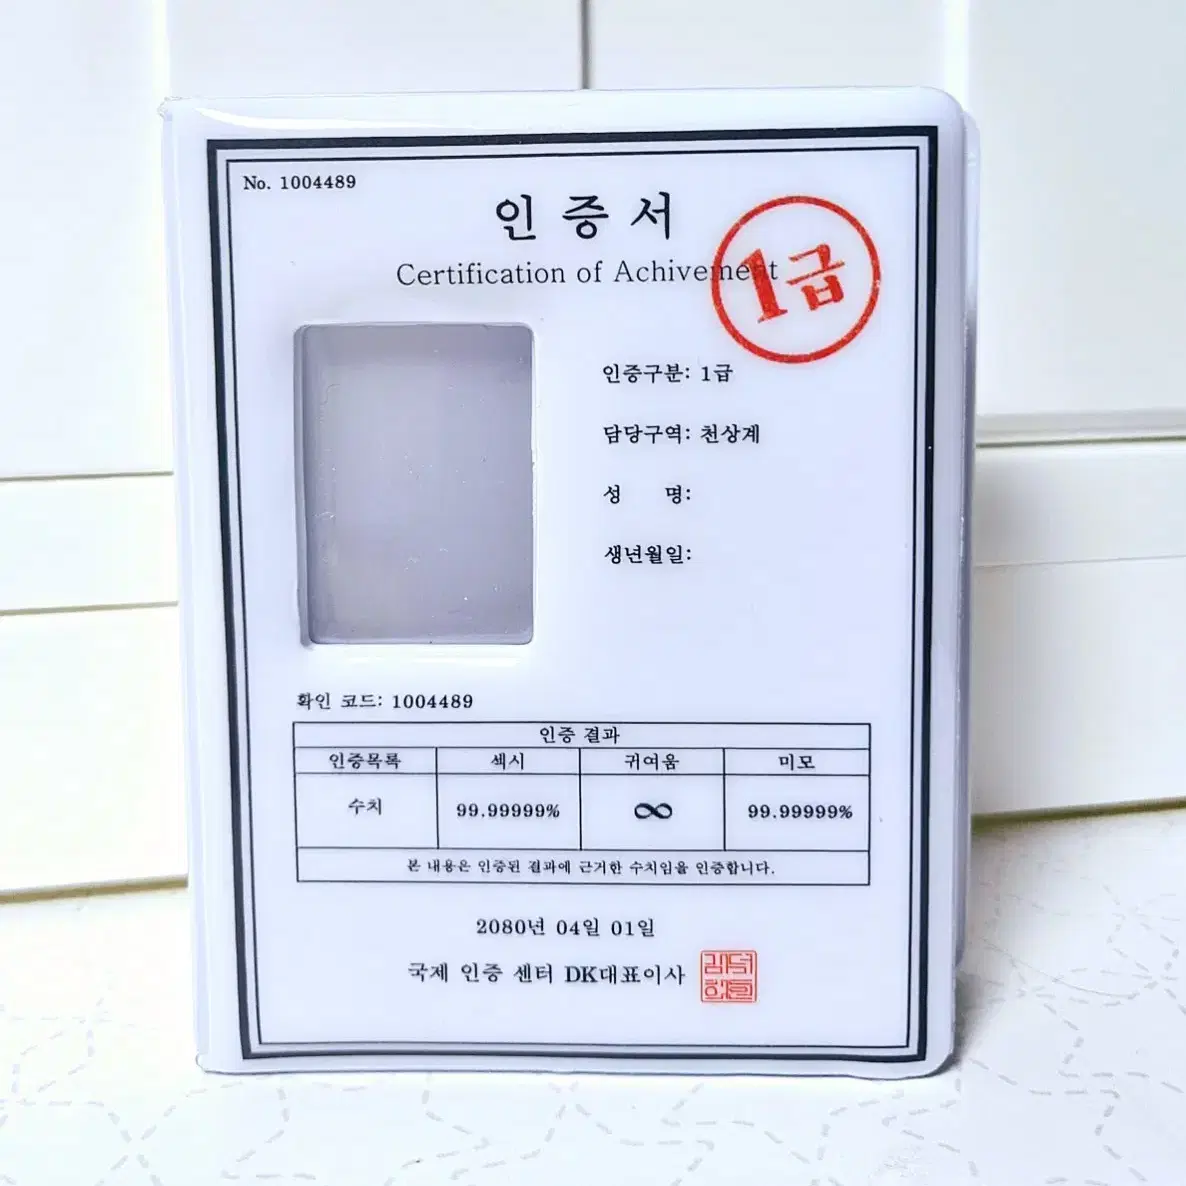 No. 1004489
인증서
Certification of Achivement
1급
인증구분: 1급
담당구역: 천상계
성 명:
생년월일:
확인 코드: 1004489
인증 결과
인증목록 섹시 귀여움 미모
수치 99.99999% ∞ 99.99999%
본 내용은 인증된 결과에 근거한 수치임을 인증합니다.
2080년 04일 01일
국제 인증 센터 DK대표이사